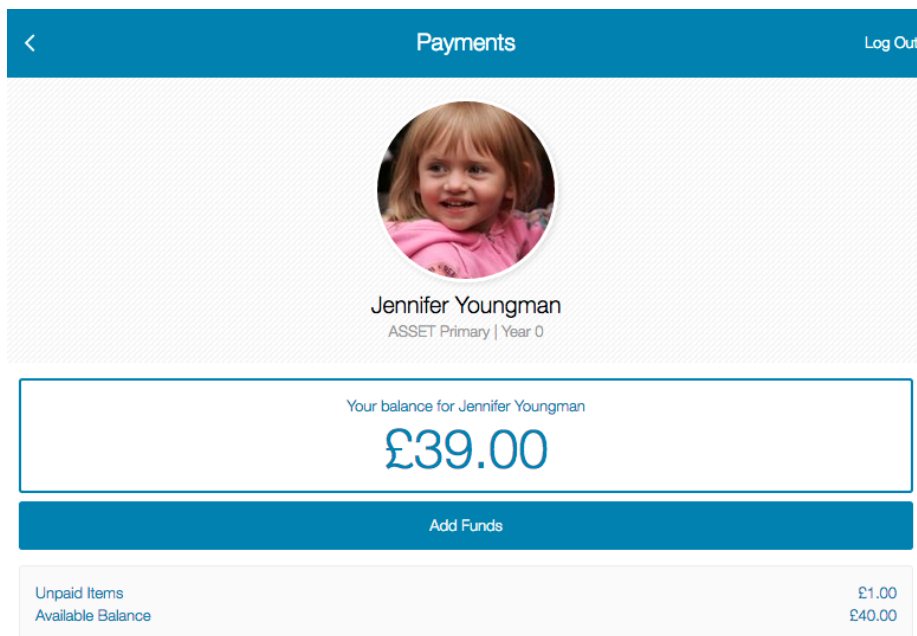 Payments
Log Out
Jennifer Youngman
ASSET Primary | Year 0
Your balance for Jennifer Youngman
£39.00
Add Funds
Unpaid Items £1.00
Available Balance £40.00